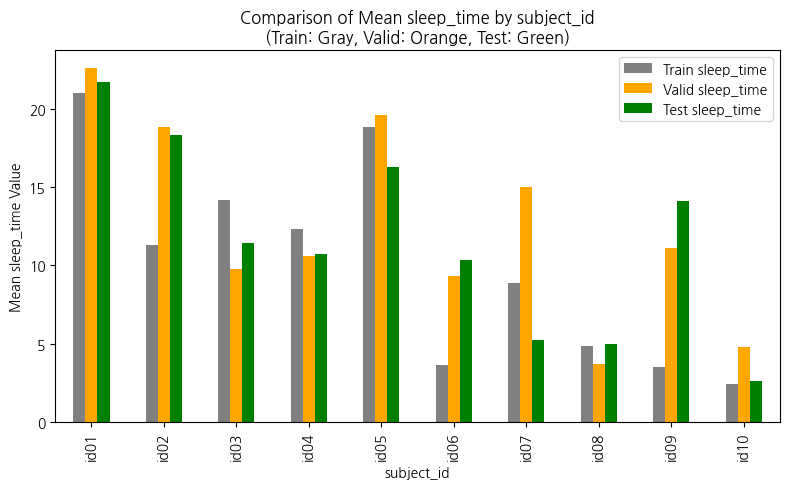 Comparison of Mean sleep_time by subject_id
(Train: Gray, Valid: Orange, Test: Green)
Train sleep_time
Valid sleep_time
Test sleep_time
Mean sleep_time Value
20
15
10
5
0
id01
id02
id03
id04
id05
id06
id07
id08
id09
id10
subject_id